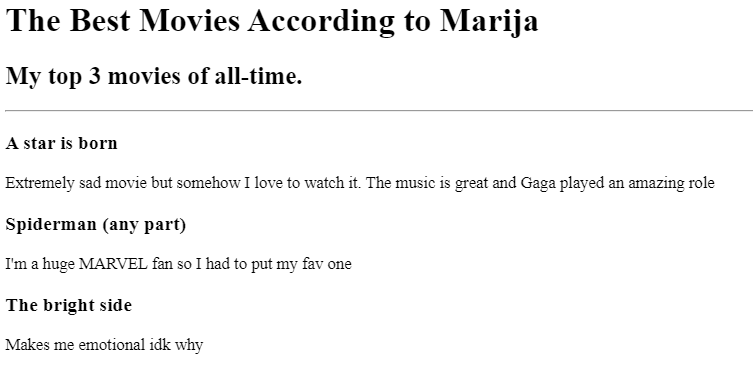 The Best Movies According to Marija
My top 3 movies of all-time.
A star is born
Extremely sad movie but somehow I love to watch it. The music is great and Gaga played an amazing role
Spiderman (any part)
I'm a huge MARVEL fan so I had to put my fav one
The bright side
Makes me emotional idk why